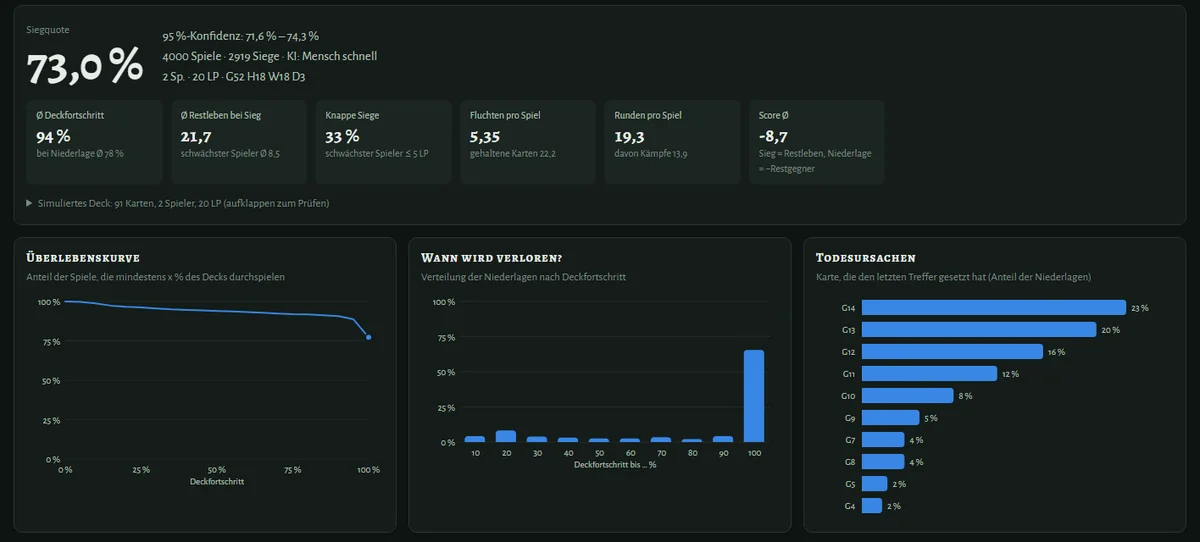 Siegquote
73,0 %
95 %-Konfidenz: 71,6 % – 74,3 %
4000 Spiele · 2919 Siege · KI: Mensch schnell
2 Sp. · 20 LP · G52 H18 W18 D3
Ø Deckfortschritt
94 %
bei Niederlage Ø 78 %
Ø Restleben bei Sieg
21,7
schwächster Spieler Ø 8,5
Knappe Siege
33 %
schwächster Spieler ≤ 5 LP
Fluchten pro Spiel
5,35
gehaltene Karten 22,2
Runden pro Spiel
19,3
davon Kämpfe 13,9
Score Ø
-8,7
Sieg = Restleben, Niederlage
= −Restgegner
▶ Simuliertes Deck: 91 Karten, 2 Spieler, 20 LP (aufklappen zum Prüfen)
Überlebenskurve
Anteil der Spiele, die mindestens x % des Decks durchspielen
100 %
75 %
50 %
25 %
0 %
0 %
25 %
50 %
75 %
100 %
Deckfortschritt
Wann wird verloren?
Verteilung der Niederlagen nach Deckfortschritt
100 %
75 %
50 %
25 %
0 %
10
20
30
40
50
60
70
80
90
100
Deckfortschritt bis … %
Todesursachen
Karte, die den letzten Treffer gesetzt hat (Anteil der Niederlagen)
G14 23 %
G13 20 %
G12 16 %
G11 12 %
G10 8 %
G9 5 %
G7 4 %
G8 4 %
G5 2 %
G4 2 %